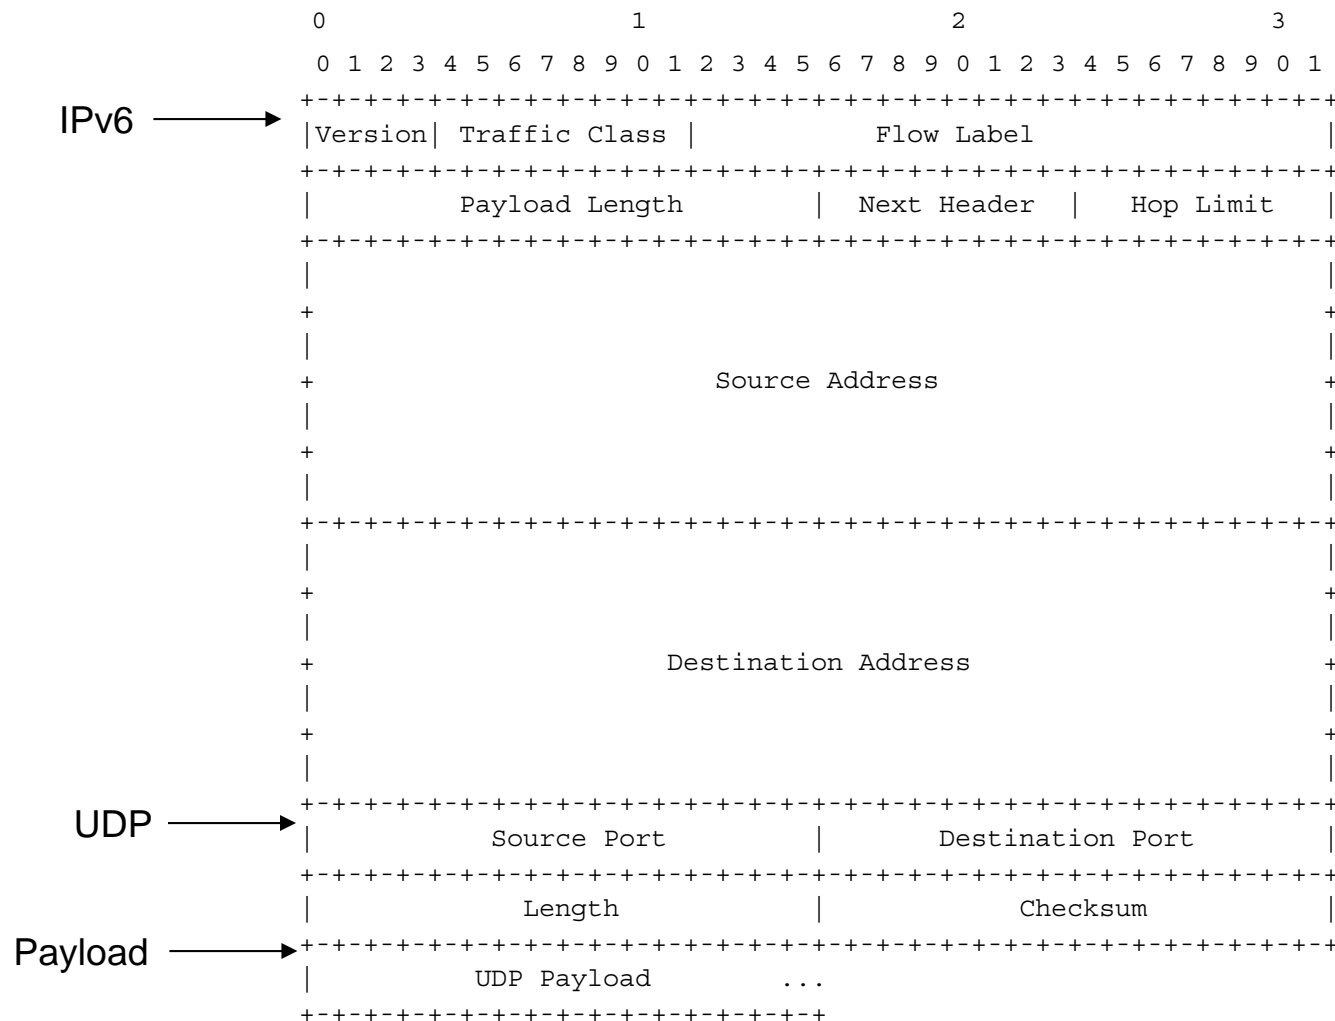 0                   1                   2                   3
0 1 2 3 4 5 6 7 8 9 0 1 2 3 4 5 6 7 8 9 0 1 2 3 4 5 6 7 8 9 0 1
+-+-+-+-+-+-+-+-+-+-+-+-+-+-+-+-+-+-+-+-+-+-+-+-+-+-+-+-+-+-+-+-+
IPv6
|Version| Traffic Class |           Flow Label                  |
+-+-+-+-+-+-+-+-+-+-+-+-+-+-+-+-+-+-+-+-+-+-+-+-+-+-+-+-+-+-+-+-+
|         Payload Length        |  Next Header  |   Hop Limit   |
+-+-+-+-+-+-+-+-+-+-+-+-+-+-+-+-+-+-+-+-+-+-+-+-+-+-+-+-+-+-+-+-+
|                                                               |
+                                                               +
|                                                               |
+                         Source Address                        +
|                                                               |
+                                                               +
|                                                               |
+-+-+-+-+-+-+-+-+-+-+-+-+-+-+-+-+-+-+-+-+-+-+-+-+-+-+-+-+-+-+-+-+
|                                                               |
+                                                               +
|                                                               |
+                      Destination Address                      +
|                                                               |
+                                                               +
|                                                               |
+-+-+-+-+-+-+-+-+-+-+-+-+-+-+-+-+-+-+-+-+-+-+-+-+-+-+-+-+-+-+-+-+
UDP
|           Source Port         |       Destination Port        |
+-+-+-+-+-+-+-+-+-+-+-+-+-+-+-+-+-+-+-+-+-+-+-+-+-+-+-+-+-+-+-+-+
|             Length            |            Checksum           |
+-+-+-+-+-+-+-+-+-+-+-+-+-+-+-+-+-+-+-+-+-+-+-+-+-+-+-+-+-+-+-+-+
Payload
|          UDP Payload        ...
+-+-+-+-+-+-+-+-+-+-+-+-+-+-+-+-+